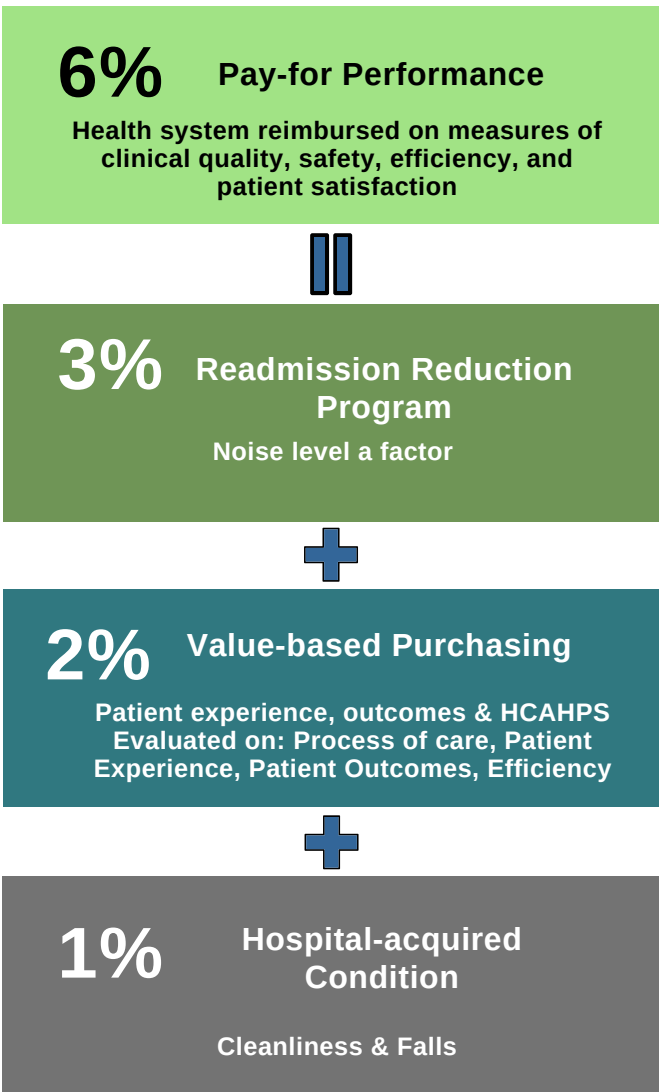 6% Pay-for Performance
Health system reimbursed on measures of
clinical quality, safety, efficiency, and
patient satisfaction
3% Readmission Reduction
Program
Noise level a factor
2% Value-based Purchasing
Patient experience, outcomes & HCAHPS
Evaluated on: Process of care, Patient
Experience, Patient Outcomes, Efficiency
1% Hospital-acquired
Condition
Cleanliness & Falls